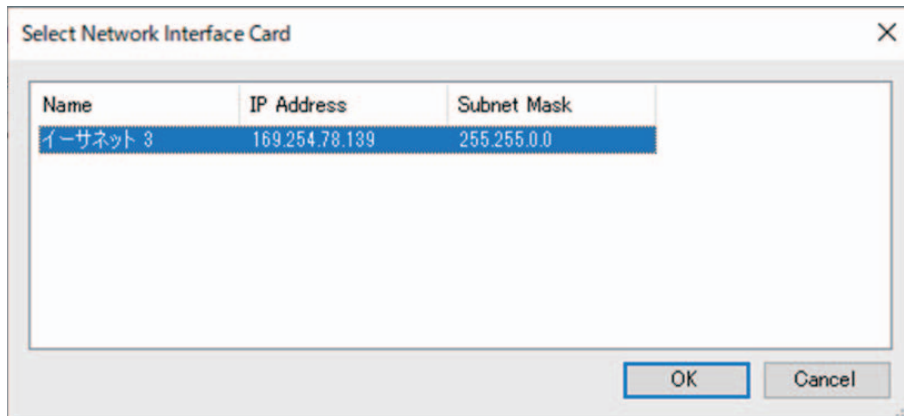 Select Network Interface Card
Name IP Address Subnet Mask
イーサネット 3 169.254.78.139 255.255.0.0
OK Cancel